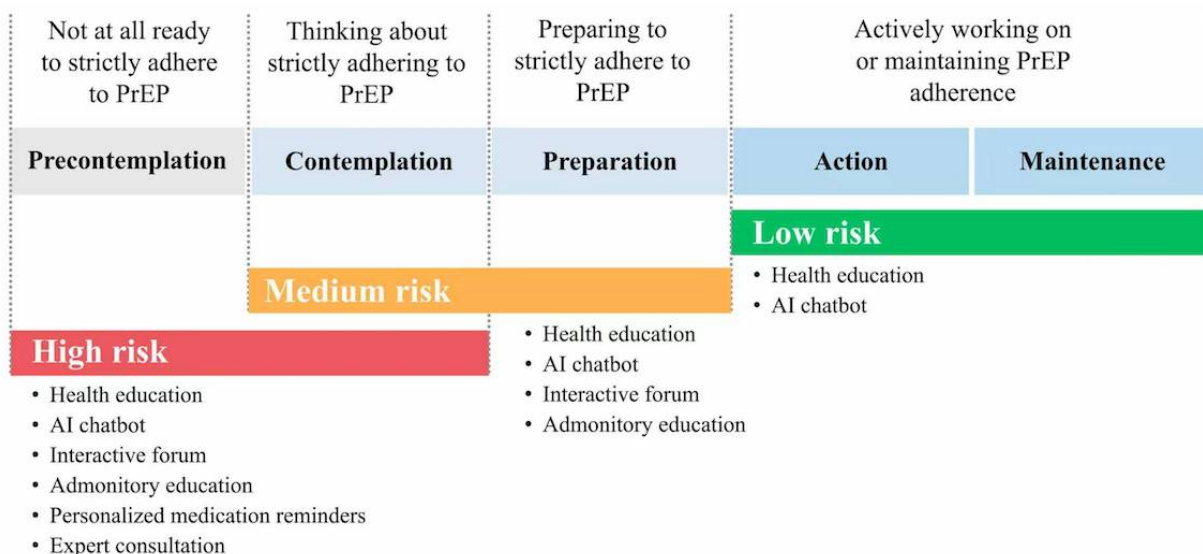 Not at all ready
to strictly adhere
to PrEP
Thinking about
strictly adhering to
PrEP
Preparing to
strictly adhere to
PrEP
Actively working on
or maintaining PrEP
adherence
Precontemplation
Contemplation
Preparation
Action
Maintenance
Low risk
• Health education
• AI chatbot
Medium risk
• Health education
• AI chatbot
• Interactive forum
• Admonitory education
High risk
• Health education
• AI chatbot
• Interactive forum
• Admonitory education
• Personalized medication reminders
• Expert consultation